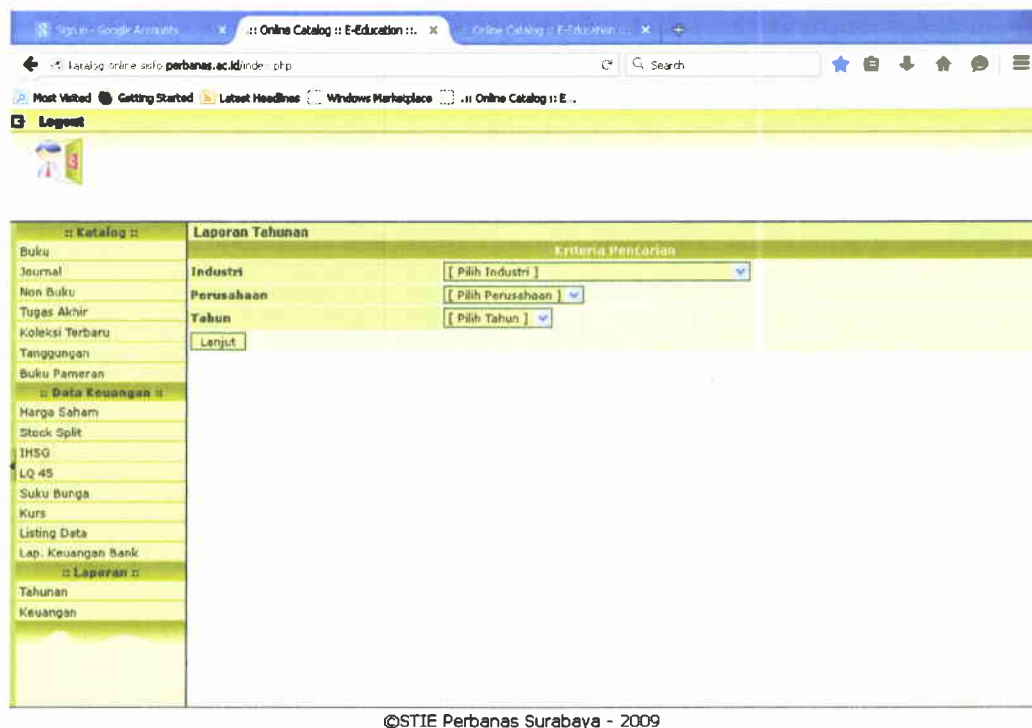 Sign in - Google Accounts
.:: Online Catalog :: E-Education ::.
.:: Online Catalog :: E-Education ::.
perbanas.ac.id/index.php
Search
Most Visited Getting Started Latest Headlines Windows Marketplace .:: Online Catalog :: E...
Logout
:: Katalog ::
Buku
Journal
Non Buku
Tugas Akhir
Koleksi Terbaru
Tanggungan
Buku Pameran
:: Data Keuangan ::
Harga Saham
Stock Split
IHSG
LQ 45
Suku Bunga
Kurs
Listing Data
Lap. Keuangan Bank
:: Laporan ::
Tahunan
Keuangan
Laporan Tahunan
Kriteria Pencarian
Industri [ Pilih Industri ]
Perusahaan [ Pilih Perusahaan ]
Tahun [ Pilih Tahun ]
Lanjut
©STIE Perbanas Surabaya - 2009